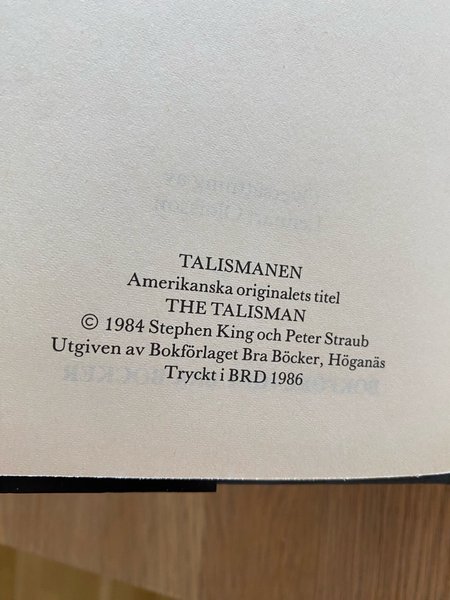 TALISMANEN
Amerikanska originalets titel
THE TALISMAN
© 1984 Stephen King och Peter Straub
Utgiven av Bokförlaget Bra Böcker, Höganäs
Tryckt i BRD 1986